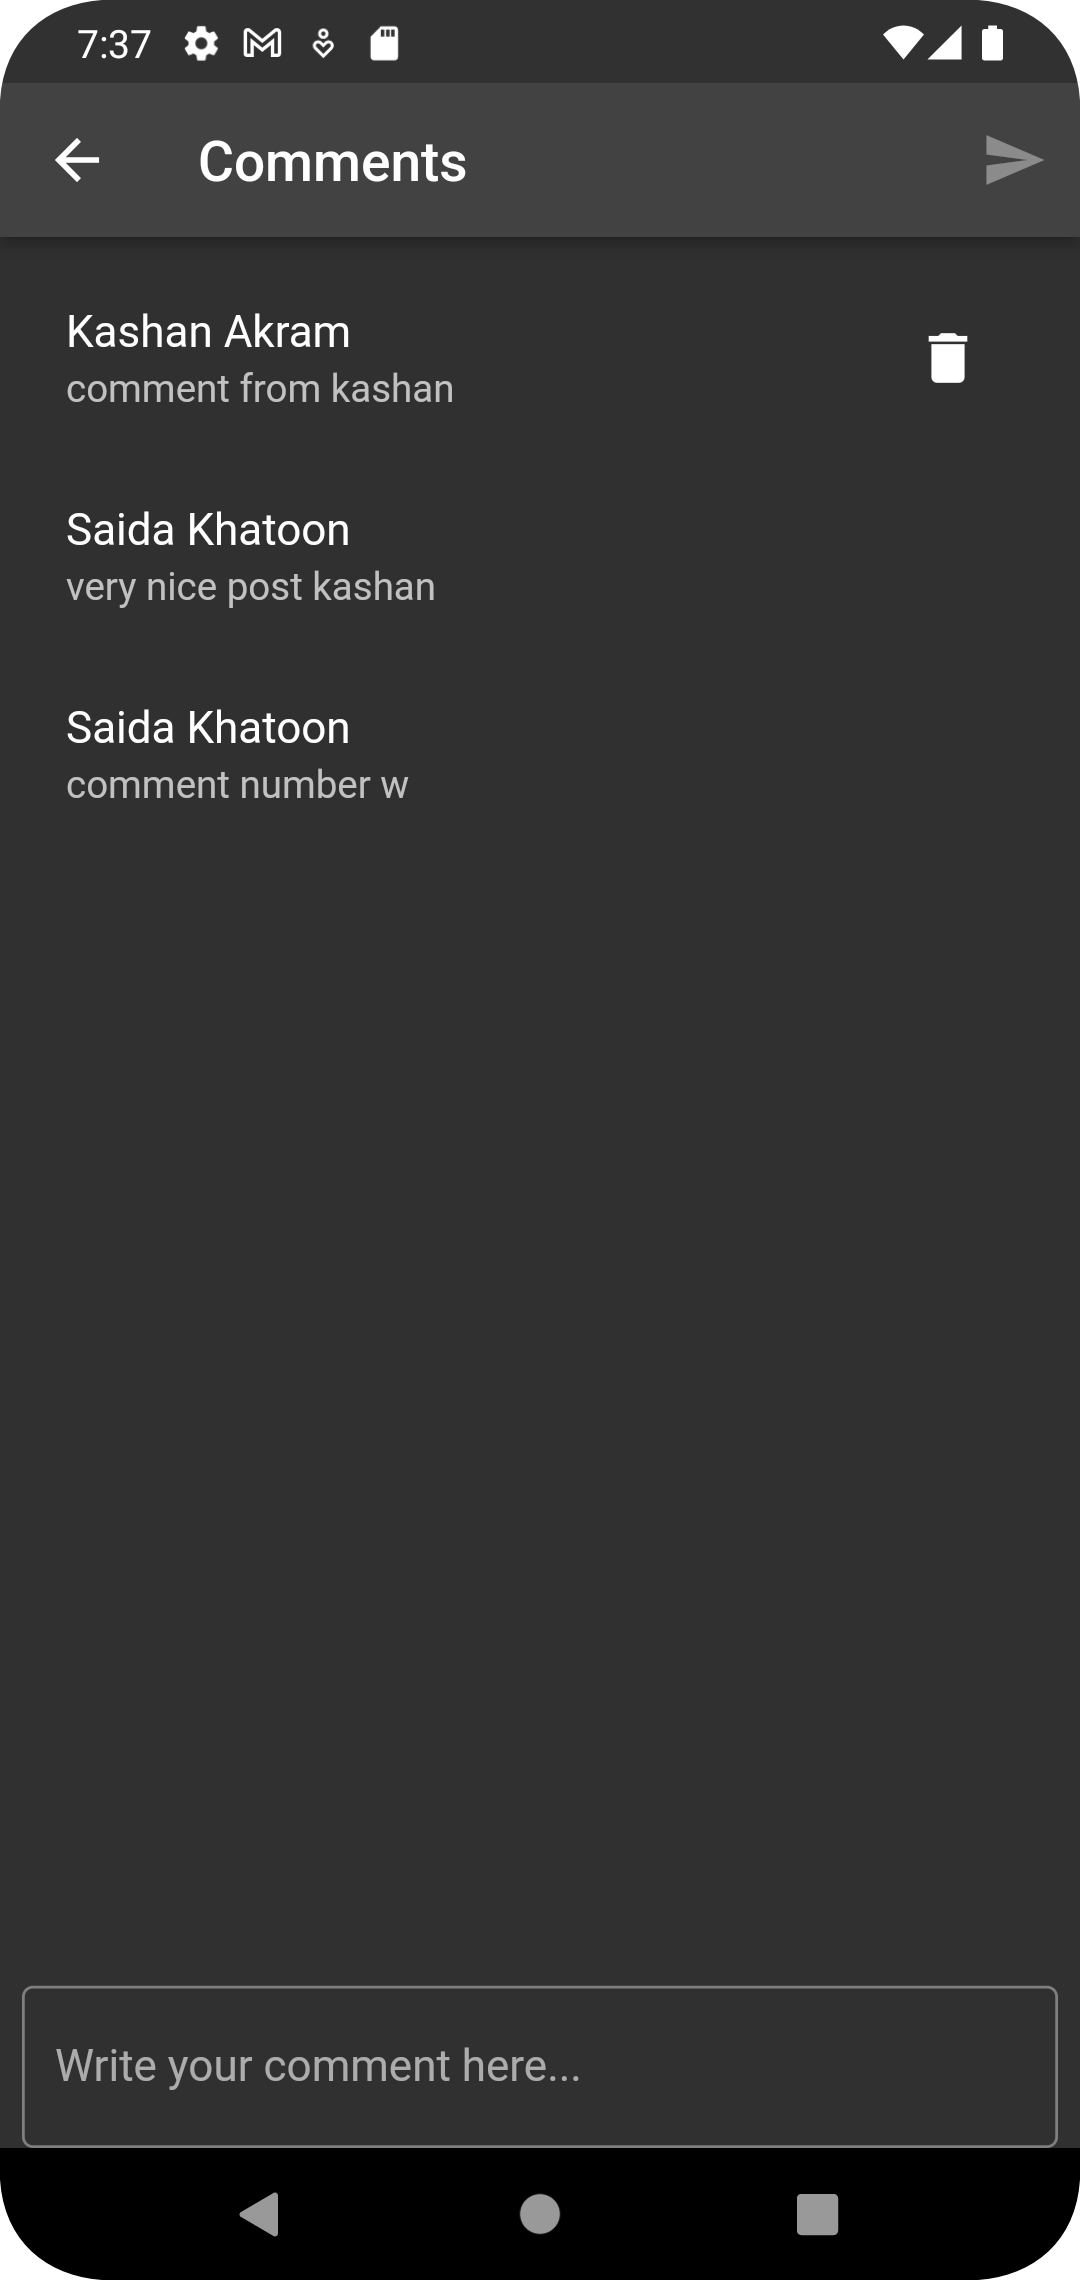 7:37
Comments
Kashan Akram
comment from kashan
Saida Khatoon
very nice post kashan
Saida Khatoon
comment number w
Write your comment here...